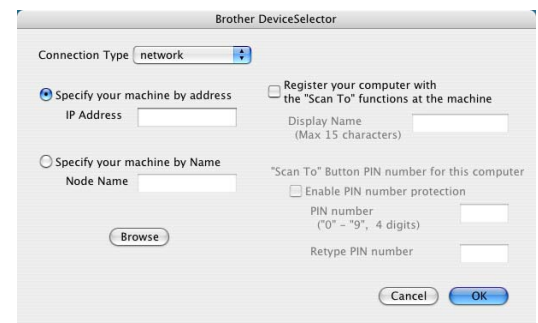 Brother DeviceSelector
Connection Type network
Specify your machine by address
IP Address
Specify your machine by Name
Node Name
Browse
Register your computer with
the "Scan To" functions at the machine
Display Name
(Max 15 characters)
"Scan To" Button PIN number for this computer
Enable PIN number protection
PIN number
("0" - "9", 4 digits)
Retype PIN number
Cancel OK